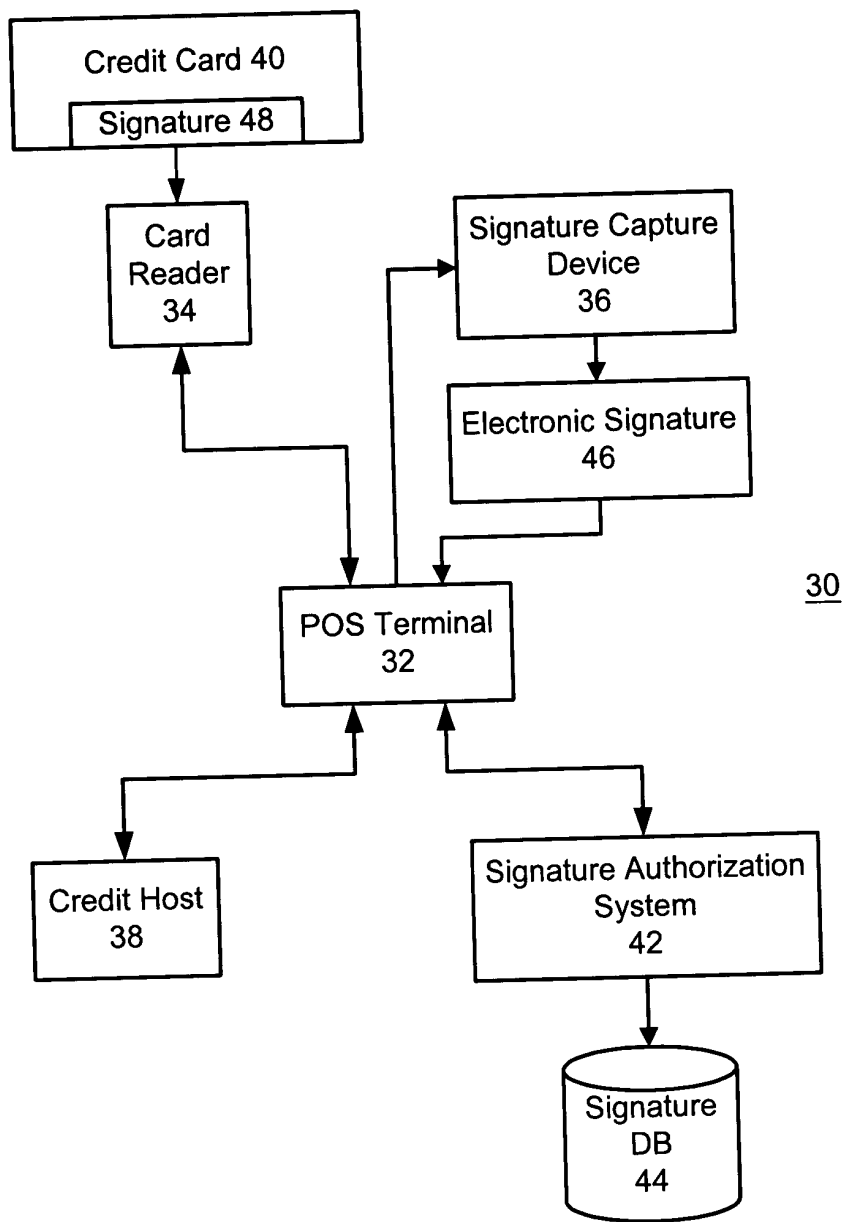 Credit Card 40
Signature 48
Card
Reader
34
Signature Capture
Device
36
Electronic Signature
46
30
POS Terminal
32
Credit Host
38
Signature Authorization
System
42
Signature
DB
44